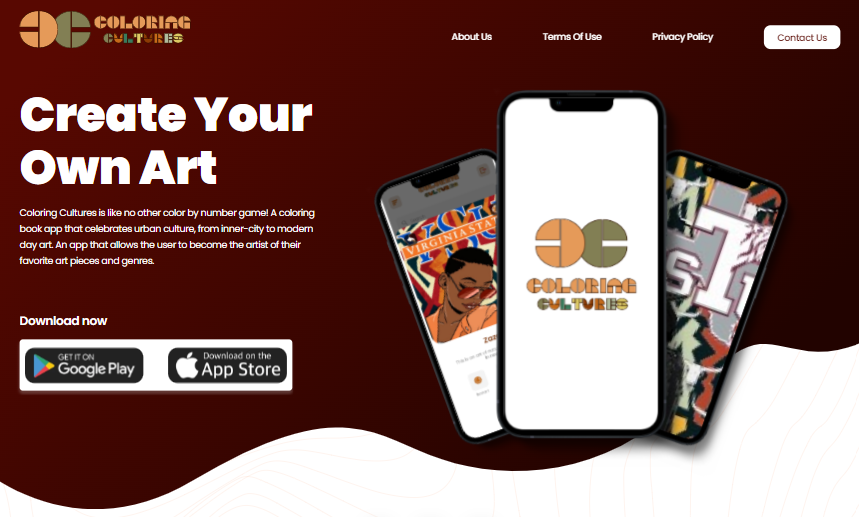 COLORING
CULTURES
About Us
Terms Of Use
Privacy Policy
Contact Us
Create Your
Own Art
Coloring Cultures is like no other color by number game! A coloring
book app that celebrates urban culture, from inner-city to modern
day art. An app that allows the user to become the artist of their
favorite art pieces and genres.
Download now
GET IT ON
Google Play
Download on the
App Store
VIRGINIA STA
COLORING
CULTURES